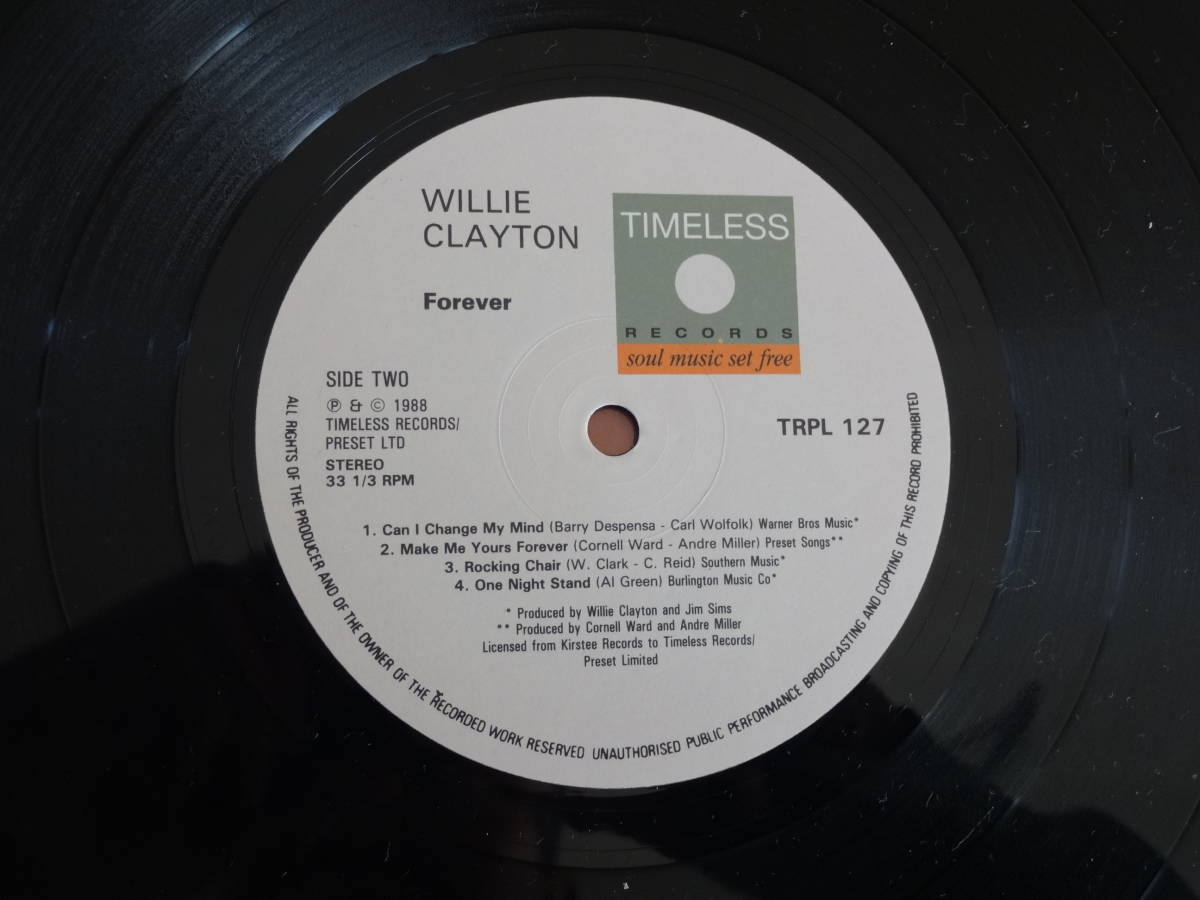 WILLIE
CLAYTON
Forever
TIMELESS
RECORDS
soul music set free
SIDE TWO
℗ & © 1988
TIMELESS RECORDS/
PRESET LTD
STEREO
33 1/3 RPM
TRPL 127
1. Can I Change My Mind (Barry Despensa - Carl Wolfolk) Warner Bros Music*
2. Make Me Yours Forever (Cornell Ward - Andre Miller) Preset Songs**
3. Rocking Chair (W. Clark - C. Reid) Southern Music*
4. One Night Stand (Al Green) Burlington Music Co*
* Produced by Willie Clayton and Jim Sims
** Produced by Cornell Ward and Andre Miller
Licensed from Kirstee Records to Timeless Records/
Preset Limited
ALL RIGHTS OF THE PRODUCER AND OF THE OWNER OF THE RECORDED WORK RESERVED UNAUTHORISED PUBLIC PERFORMANCE BROADCASTING AND COPYING OF THIS RECORD PROHIBITED